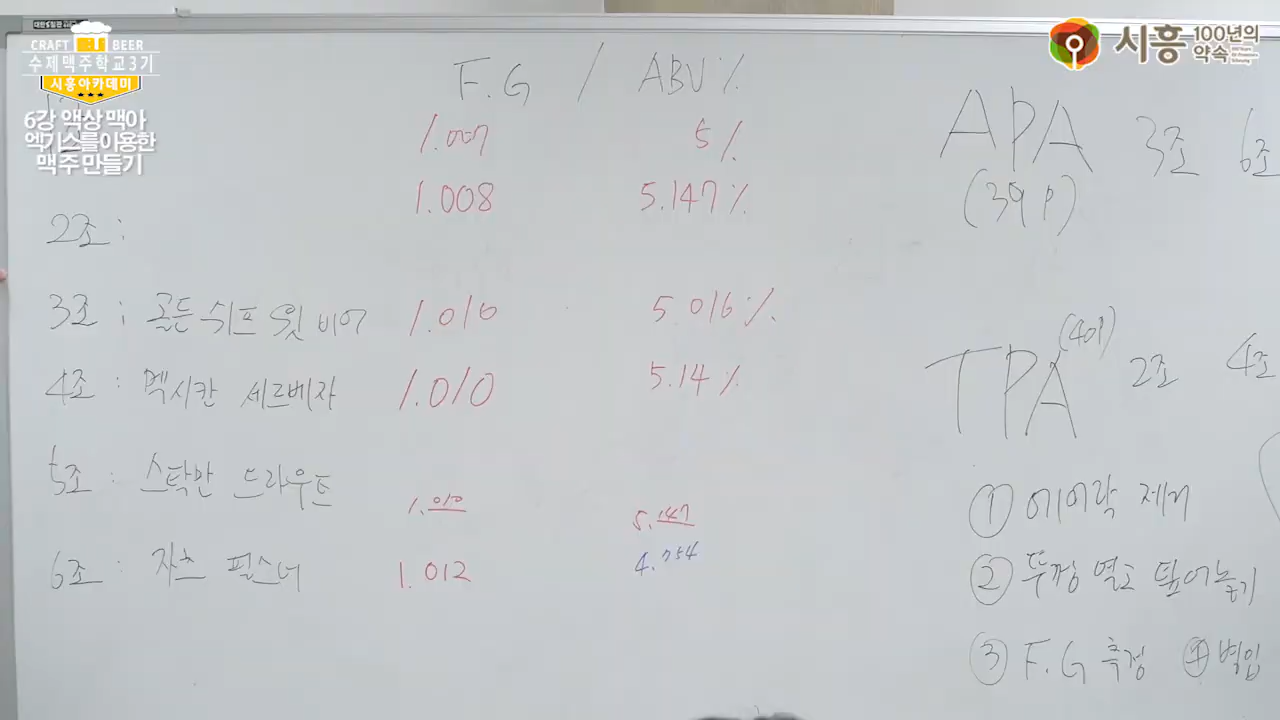 CRAFT BEER
수제맥주학교3기
시흥아카데미
6강 액상 맥아
엑기스를이용한
맥주만들기
시흥 100년의
약속
F.G / ABU%
1.007 5%
1.008 5.147%
2조 :
3조 : 골든 쉬프 윗 비어 1.010 5.016%
4조 : 멕시칸 세르베자 1.010 5.14%
5조 : 스탁만 드라우트
1.010 5.147
6조 : 자츠 필스너 1.012 4.754
APA 3조 6조
(39p)
TPA (40p) 2조 4조
① 에어락 제거
② 뚜껑 열고 덮어놓기
③ F.G 측정 ④ 병입